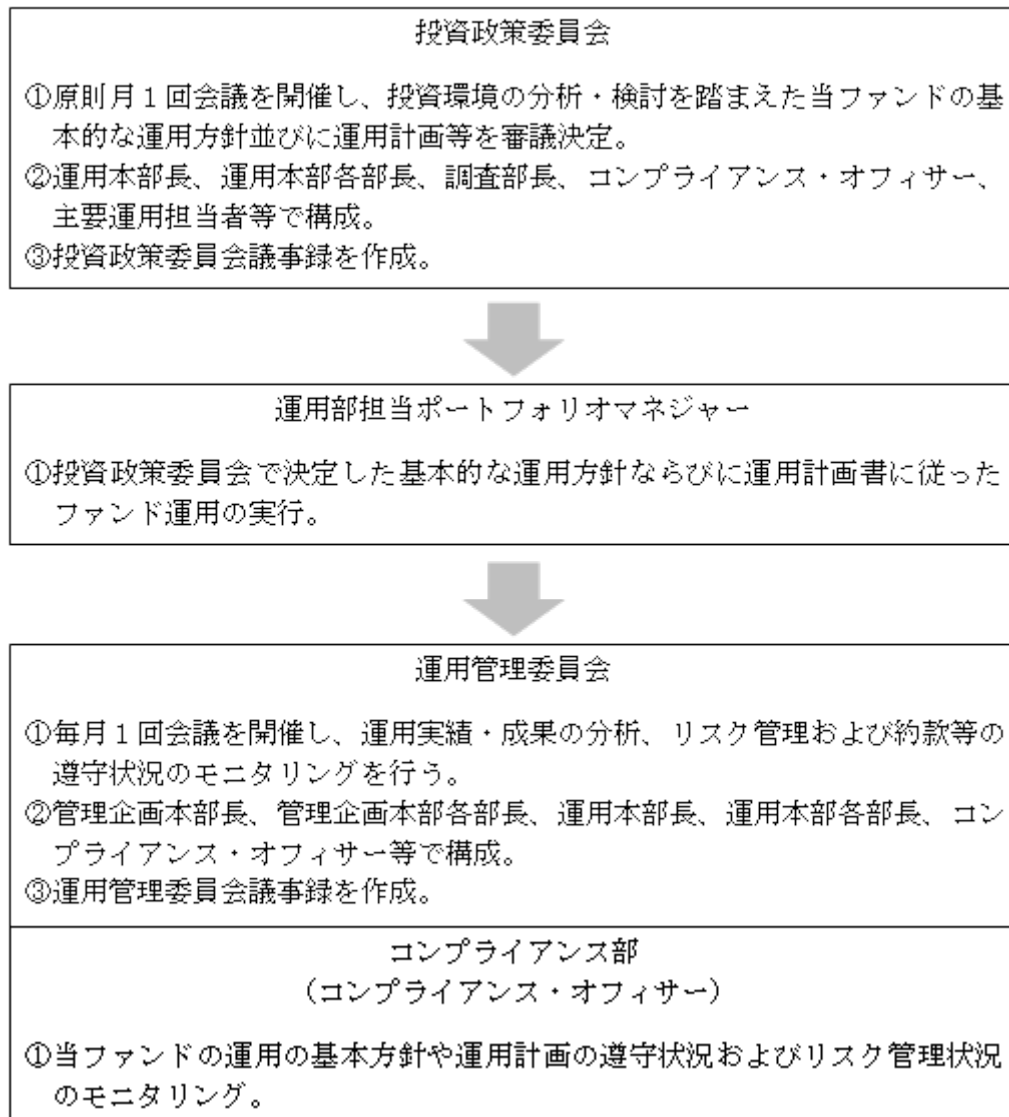 投資政策委員会
①原則月１回会議を開催し、投資環境の分析・検討を踏まえた当ファンドの基
本的な運用方針並びに運用計画等を審議決定。
②運用本部長、運用本部各部長、調査部長、コンプライアンス・オフィサー、
主要運用担当者等で構成。
③投資政策委員会議事録を作成。
運用部担当ポートフォリオマネジャー
①投資政策委員会で決定した基本的な運用方針ならびに運用計画書に従った
ファンド運用の実行。
運用管理委員会
①毎月１回会議を開催し、運用実績・成果の分析、リスク管理および約款等の
遵守状況のモニタリングを行う。
②管理企画本部長、管理企画本部各部長、運用本部長、運用本部各部長、コン
プライアンス・オフィサー等で構成。
③運用管理委員会議事録を作成。
コンプライアンス部
（コンプライアンス・オフィサー）
①当ファンドの運用の基本方針や運用計画の遵守状況およびリスク管理状況
のモニタリング。